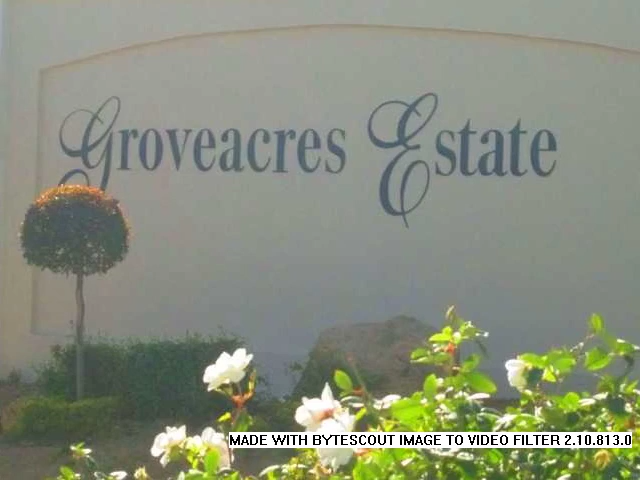 Groveacres Estate
MADE WITH BYTESCOUT IMAGE TO VIDEO FILTER 2.10.813.0